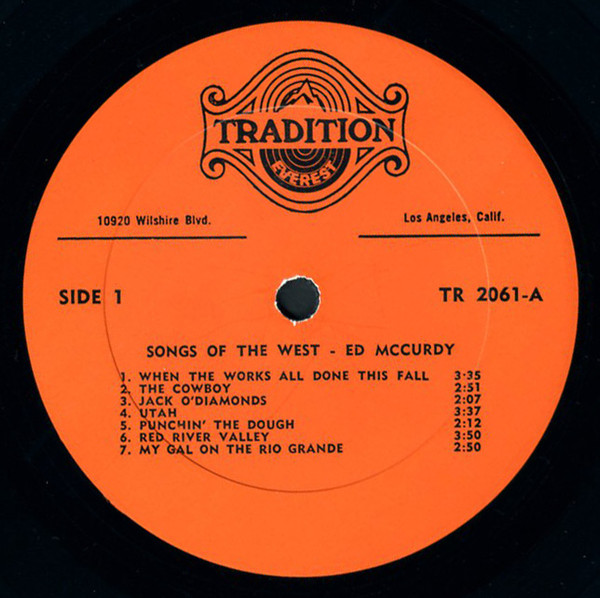 TRADITION
EVEREST
10920 Wilshire Blvd. Los Angeles, Calif.
SIDE 1 TR 2061-A
SONGS OF THE WEST - ED MCCURDY
1. WHEN THE WORKS ALL DONE THIS FALL 3:35
2. THE COWBOY 2:51
3. JACK O'DIAMONDS 2:07
4. UTAH 3:37
5. PUNCHIN' THE DOUGH 2:12
6. RED RIVER VALLEY 3:50
7. MY GAL ON THE RIO GRANDE 2:50